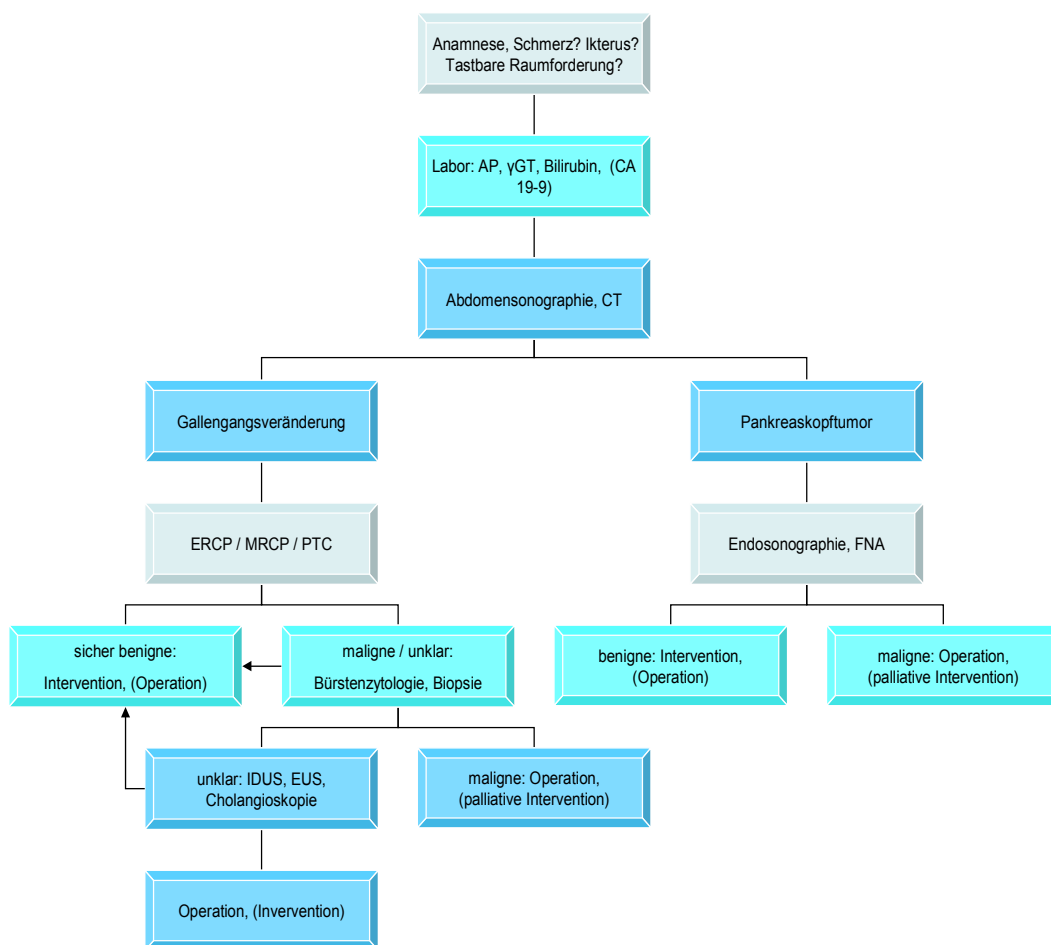 Anamnese, Schmerz? Ikterus?
Tastbare Raumforderung?
Labor: AP, γGT, Bilirubin, (CA
19-9)
Abdomensonographie, CT
Gallengangsveränderung
Pankreaskopftumor
ERCP / MRCP / PTC
Endosonographie, FNA
sicher benigne:
Intervention, (Operation)
maligne / unklar:
Bürstenzytologie, Biopsie
benigne: Intervention,
(Operation)
maligne: Operation,
(palliative Intervention)
unklar: IDUS, EUS,
Cholangioskopie
maligne: Operation,
(palliative Intervention)
Operation, (Invervention)